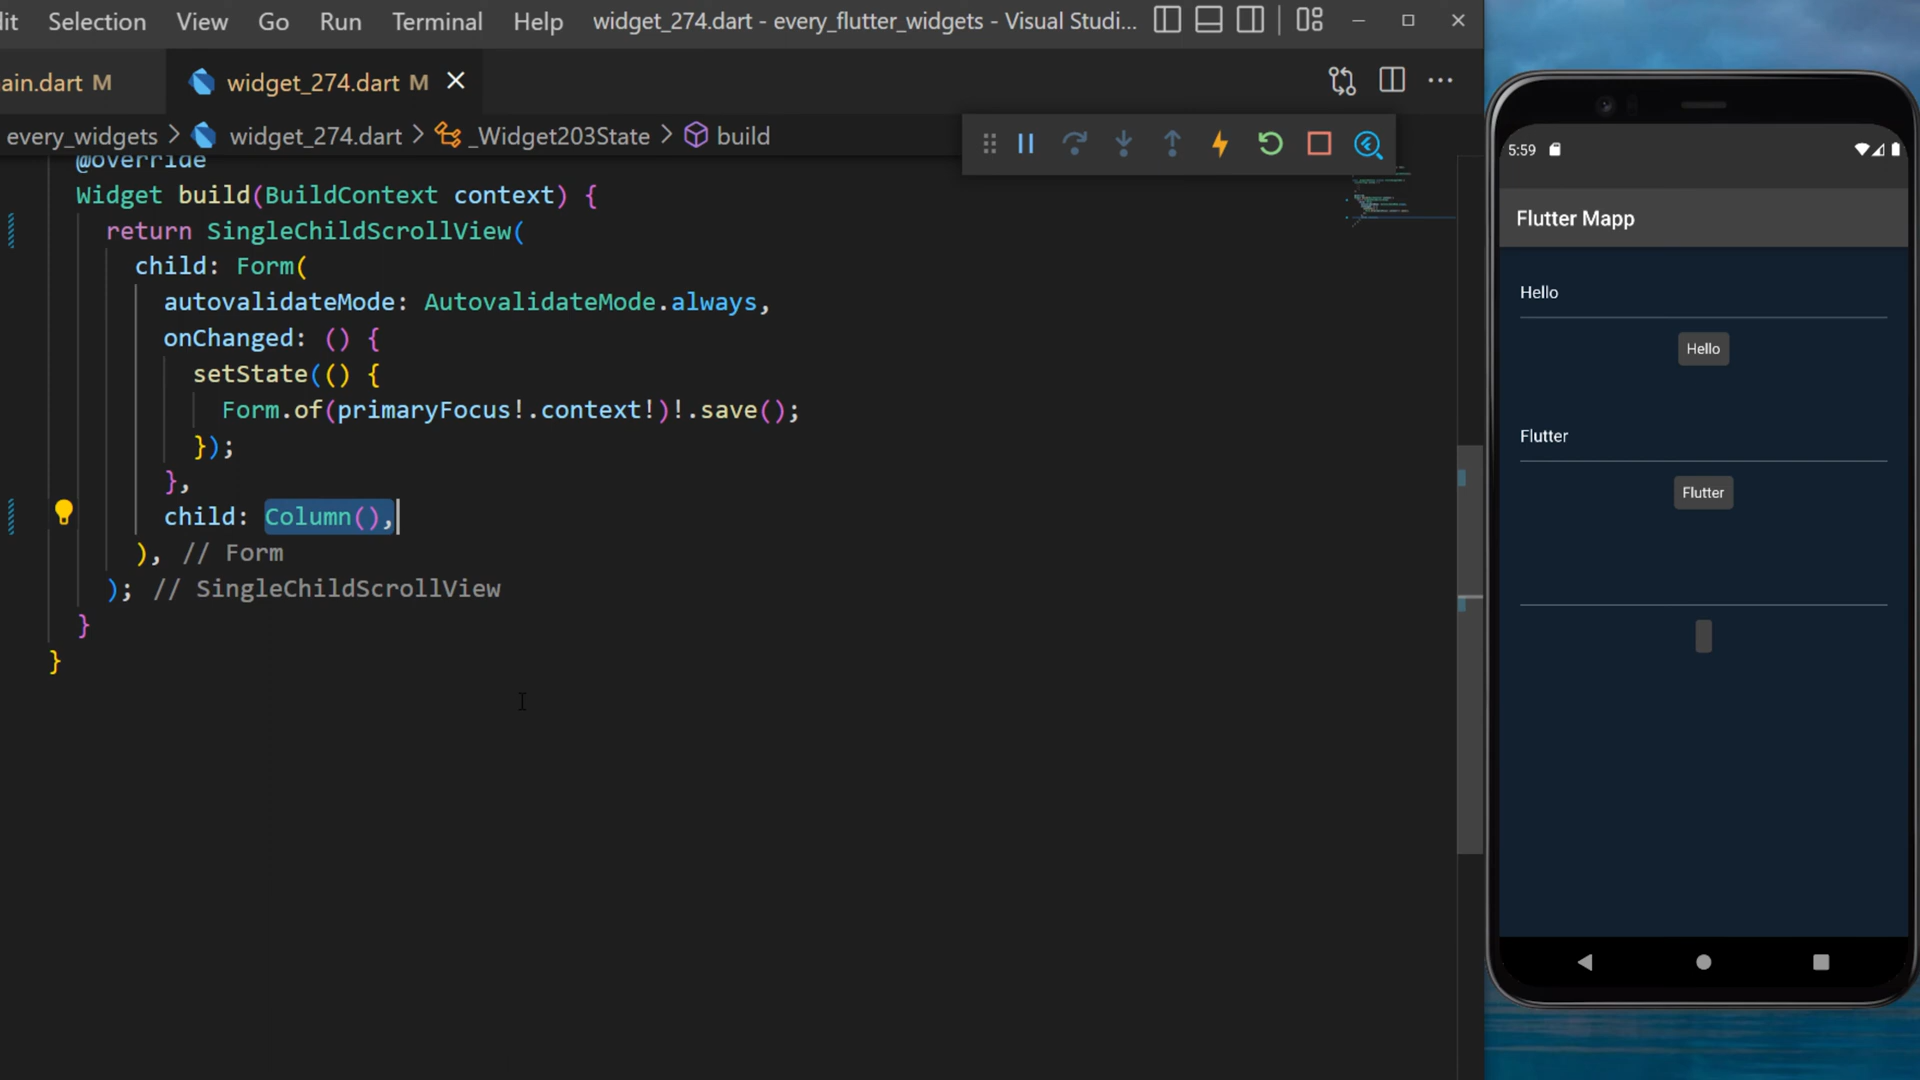 dit Selection View Go Run Terminal Help widget_274.dart - every_flutter_widgets - Visual Studi...
ain.dart M widget_274.dart M
every_widgets > widget_274.dart > _Widget203State > build
@override
Widget build(BuildContext context) {
return SingleChildScrollView(
child: Form(
autovalidateMode: AutovalidateMode.always,
onChanged: () {
setState(() {
Form.of(primaryFocus!.context!)!.save();
});
},
child: Column(),
), // Form
); // SingleChildScrollView
}
}
5:59
Flutter Mapp
Hello
Hello
Flutter
Flutter